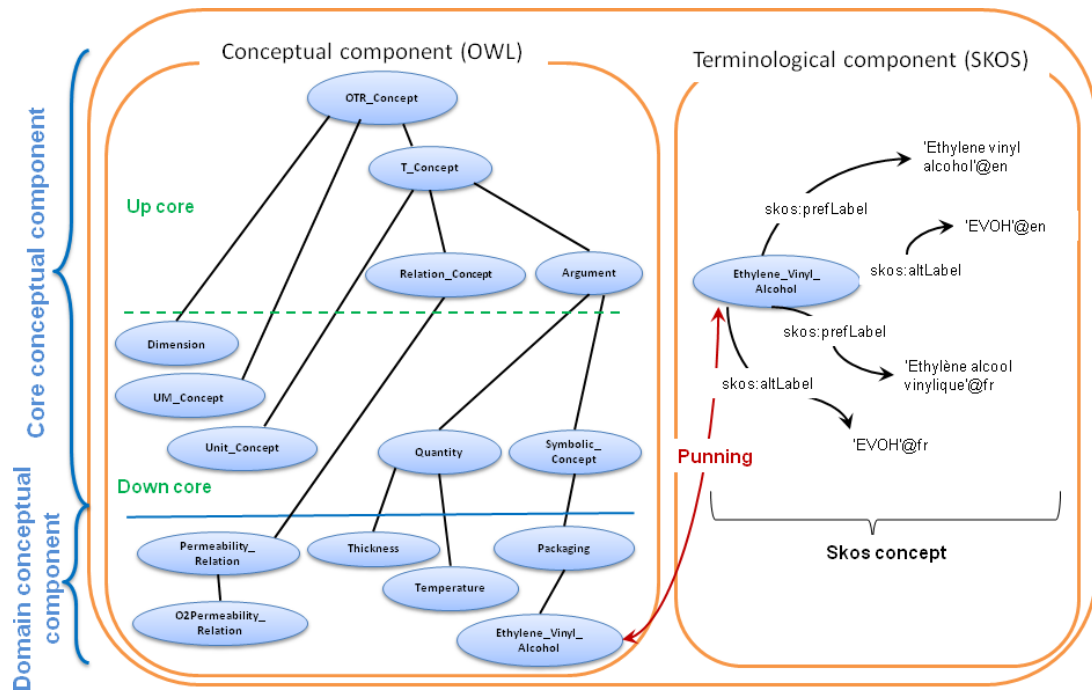 Conceptual component (OWL)
Terminological component (SKOS)
Core conceptual component
Domain conceptual
component
OTR_Concept
T_Concept
Up core
Relation_Concept
Argument
Dimension
UM_Concept
Unit_Concept
Quantity
Symbolic_
Concept
Down core
Permeability_
Relation
Thickness
Packaging
Temperature
O2Permeability_
Relation
Ethylene_Vinyl_
Alcohol
Punning
'Ethylene vinyl
alcohol'@en
skos:prefLabel
'EVOH'@en
skos:altLabel
Ethylene_Vinyl_
Alcohol
skos:prefLabel
'Ethylène alcool
vinylique'@fr
skos:altLabel
'EVOH'@fr
Skos concept